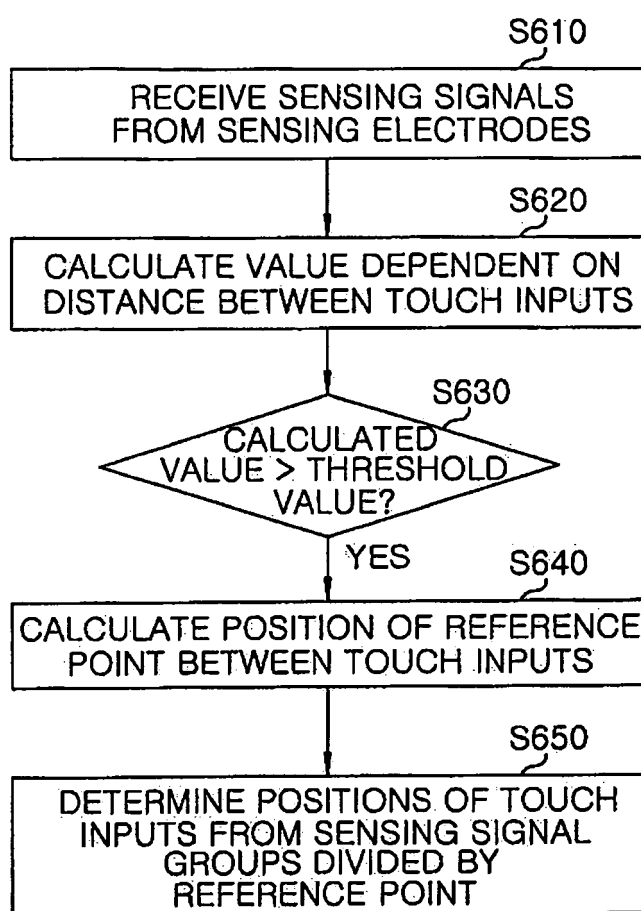 S610
RECEIVE SENSING SIGNALS
FROM SENSING ELECTRODES
S620
CALCULATE VALUE DEPENDENT ON
DISTANCE BETWEEN TOUCH INPUTS
S630
CALCULATED
VALUE > THRESHOLD
VALUE?
YES
S640
CALCULATE POSITION OF REFERENCE
POINT BETWEEN TOUCH INPUTS
S650
DETERMINE POSITIONS OF TOUCH
INPUTS FROM SENSING SIGNAL
GROUPS DIVIDED BY
REFERENCE POINT